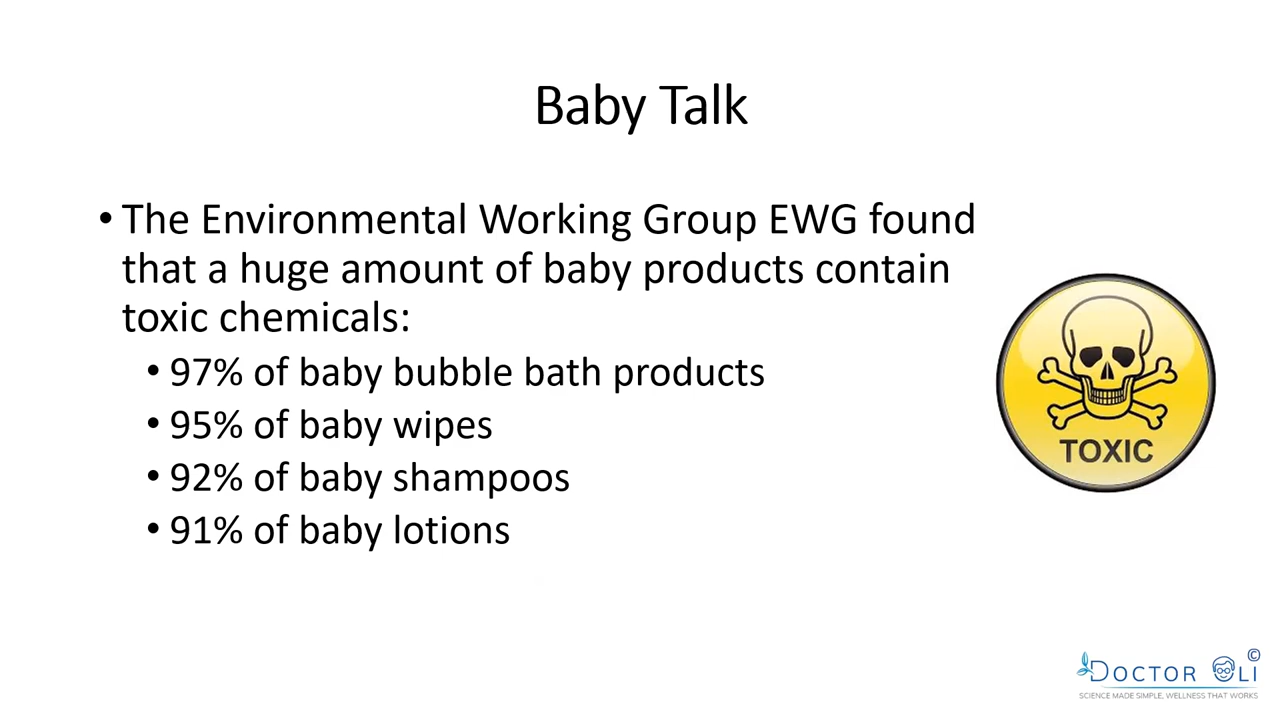 Baby Talk
• The Environmental Working Group EWG found
that a huge amount of baby products contain
toxic chemicals:
• 97% of baby bubble bath products
• 95% of baby wipes
• 92% of baby shampoos
• 91% of baby lotions
TOXIC
DOCTOR OLI ©
SCIENCE MADE SIMPLE, WELLNESS THAT WORKS